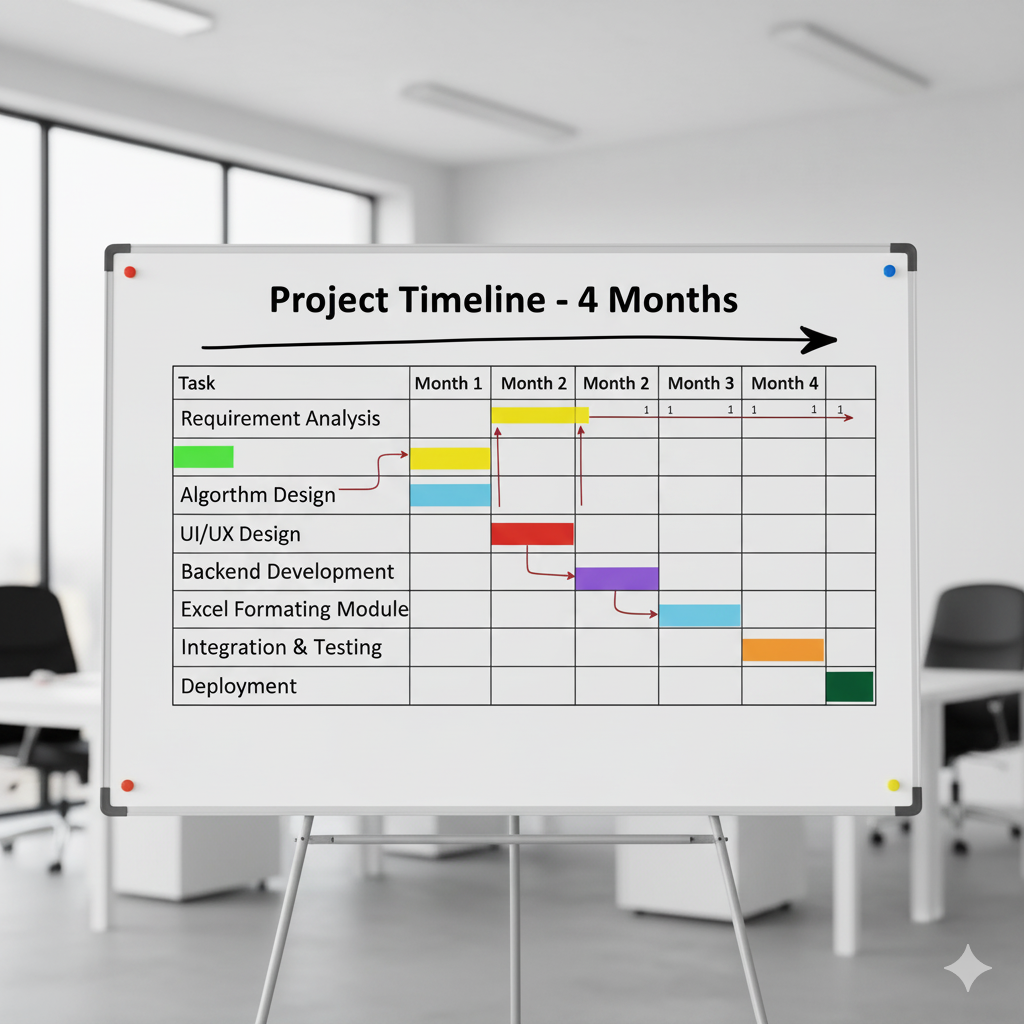 Project Timeline - 4 Months
Task Month 1 Month 2 Month 2 Month 3 Month 4
Requirement Analysis 1 1 1 1 1 1
Algorthm Design
UI/UX Design
Backend Development
Excel Formating Module
Integration & Testing
Deployment